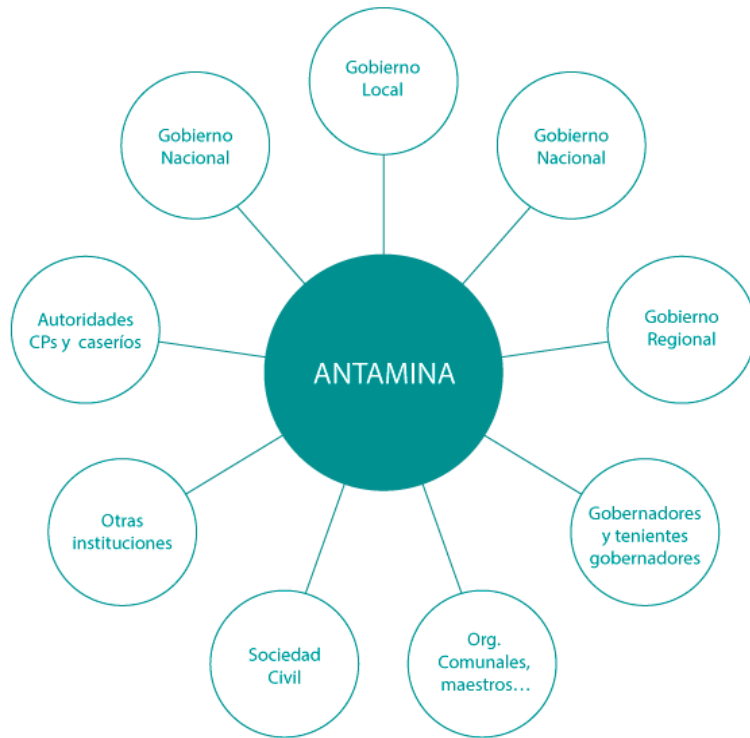 Gobierno
Local
Gobierno
Nacional
Gobierno
Nacional
Autoridades
CPs y caseríos
Gobierno
Regional
ANTAMINA
Otras
instituciones
Gobernadores
y tenientes
gobernadores
Sociedad
Civil
Org.
Comunales,
maestros...